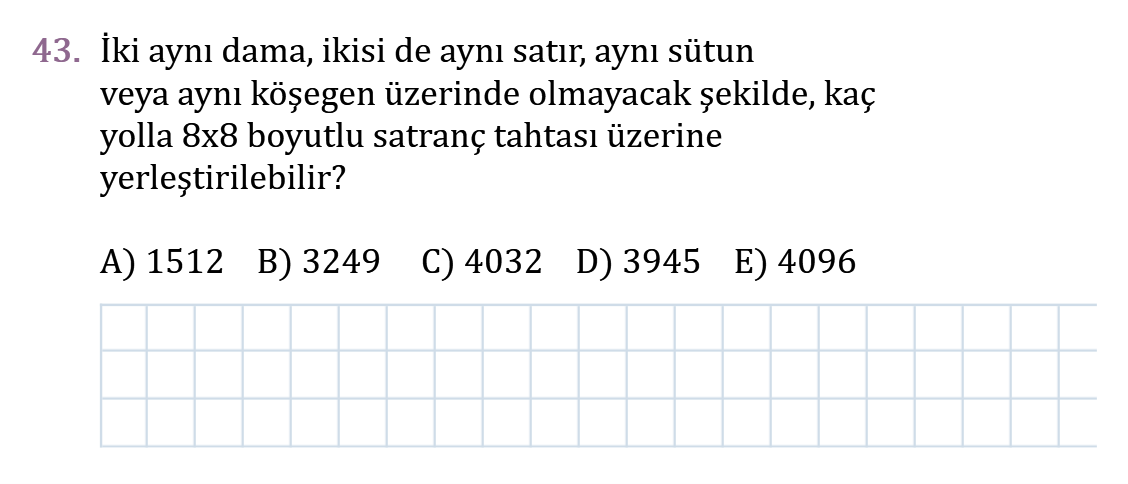 43. İki aynı dama, ikisi de aynı satır, aynı sütun
veya aynı köşegen üzerinde olmayacak şekilde, kaç
yolla 8x8 boyutlu satranç tahtası üzerine
yerleştirilebilir?
A) 1512 B) 3249 C) 4032 D) 3945 E) 4096